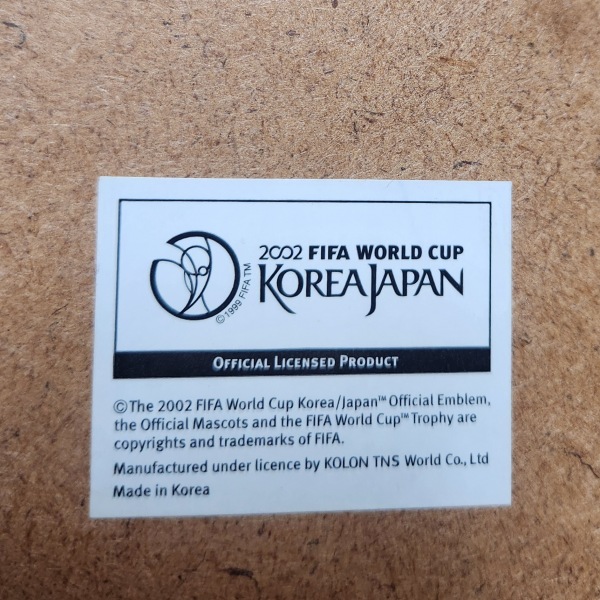 2002 FIFA WORLD CUP
KOREAJAPAN
©1999 FIFA TM
OFFICIAL LICENSED PRODUCT
©The 2002 FIFA World Cup Korea/Japan™ Official Emblem,
the Official Mascots and the FIFA World Cup™ Trophy are
copyrights and trademarks of FIFA.
Manufactured under licence by KOLON TNS World Co., Ltd
Made in Korea